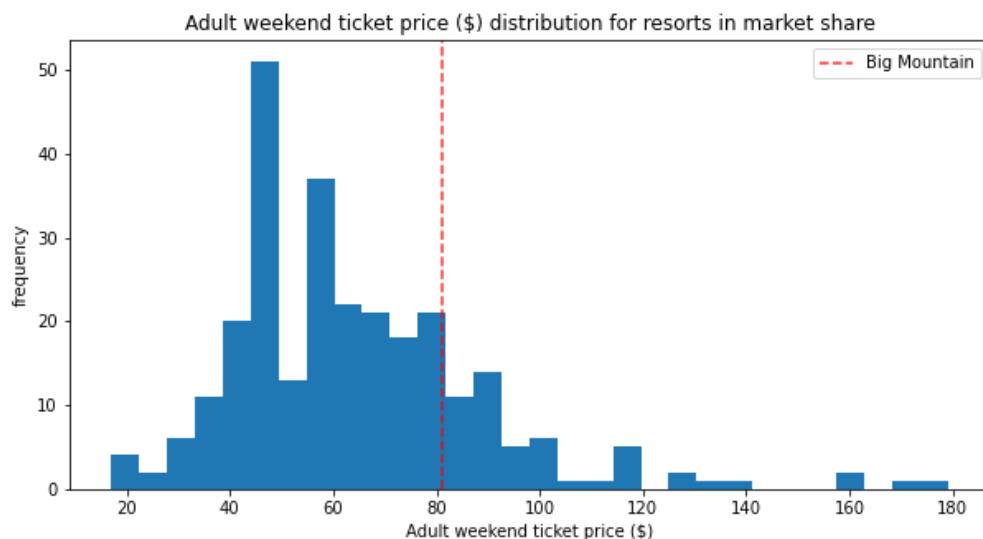 Adult weekend ticket price ($) distribution for resorts in market share
Big Mountain
50
40
30
20
10
0
frequency
20 40 60 80 100 120 140 160 180
Adult weekend ticket price ($)